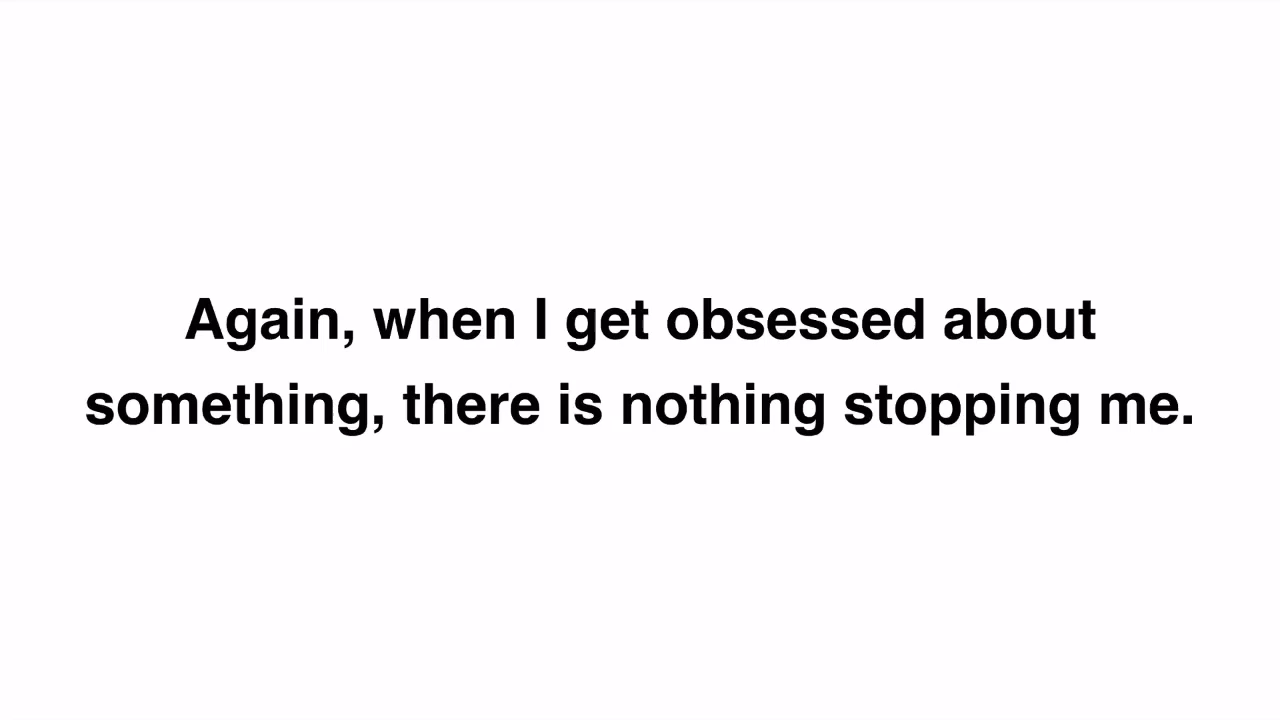 Again, when I get obsessed about
something, there is nothing stopping me.